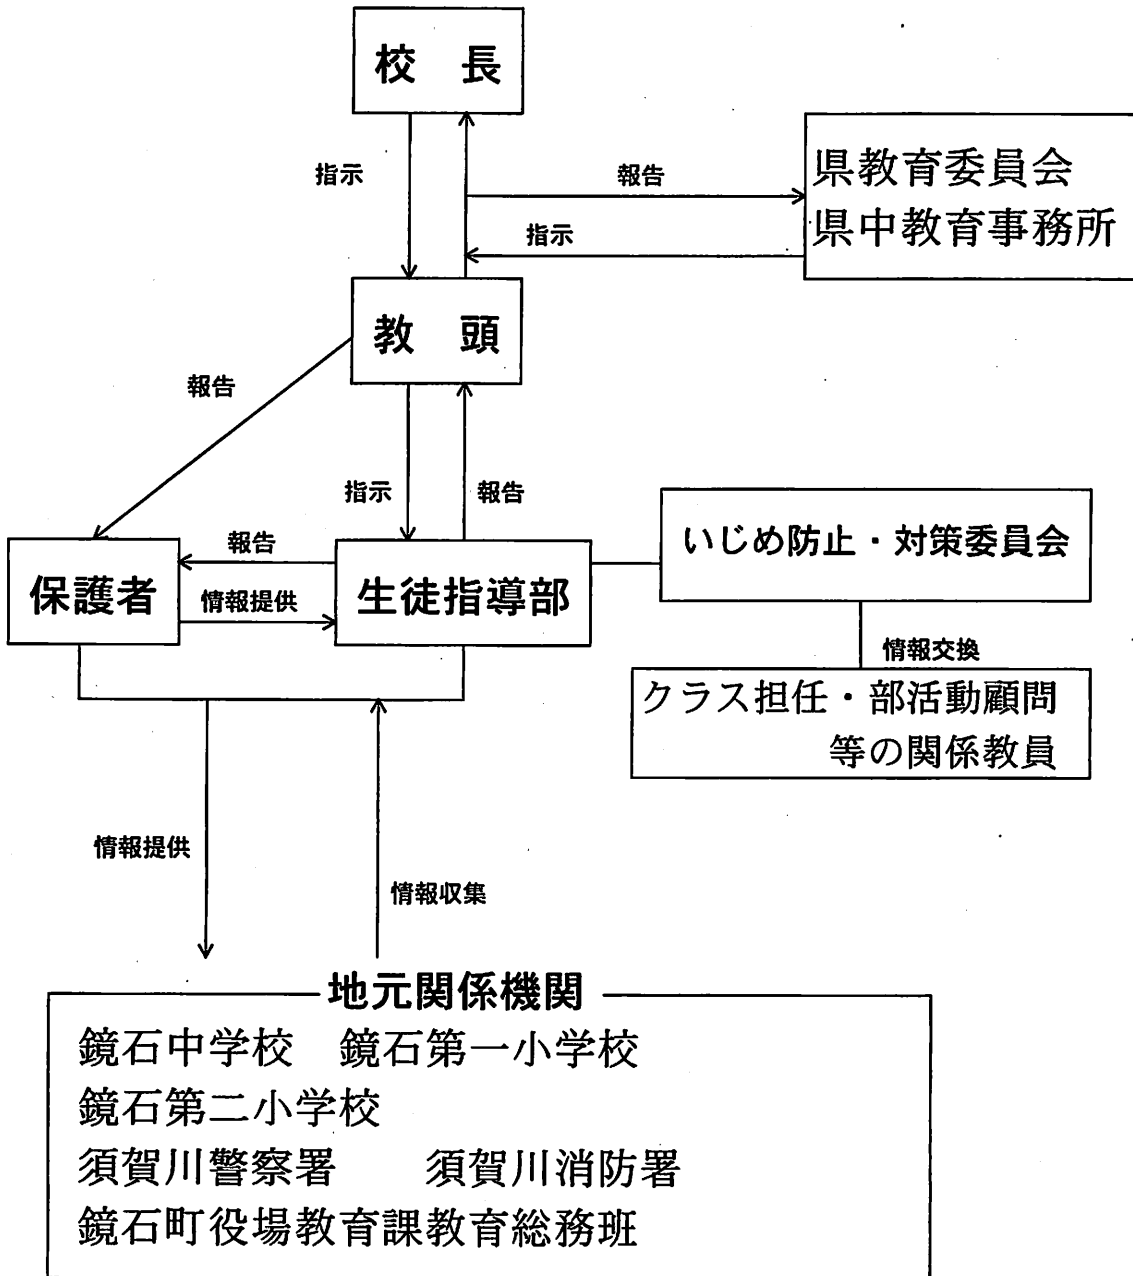 校　長
指示
報告
県教育委員会
県中教育事務所
指示
教　頭
報告
指示
報告
いじめ防止・対策委員会
保護者
報告
情報提供
生徒指導部
情報交換
クラス担任・部活動顧問
等の関係教員
情報提供
情報収集
地元関係機関
鏡石中学校　鏡石第一小学校
鏡石第二小学校
須賀川警察署　　須賀川消防署
鏡石町役場教育課教育総務班